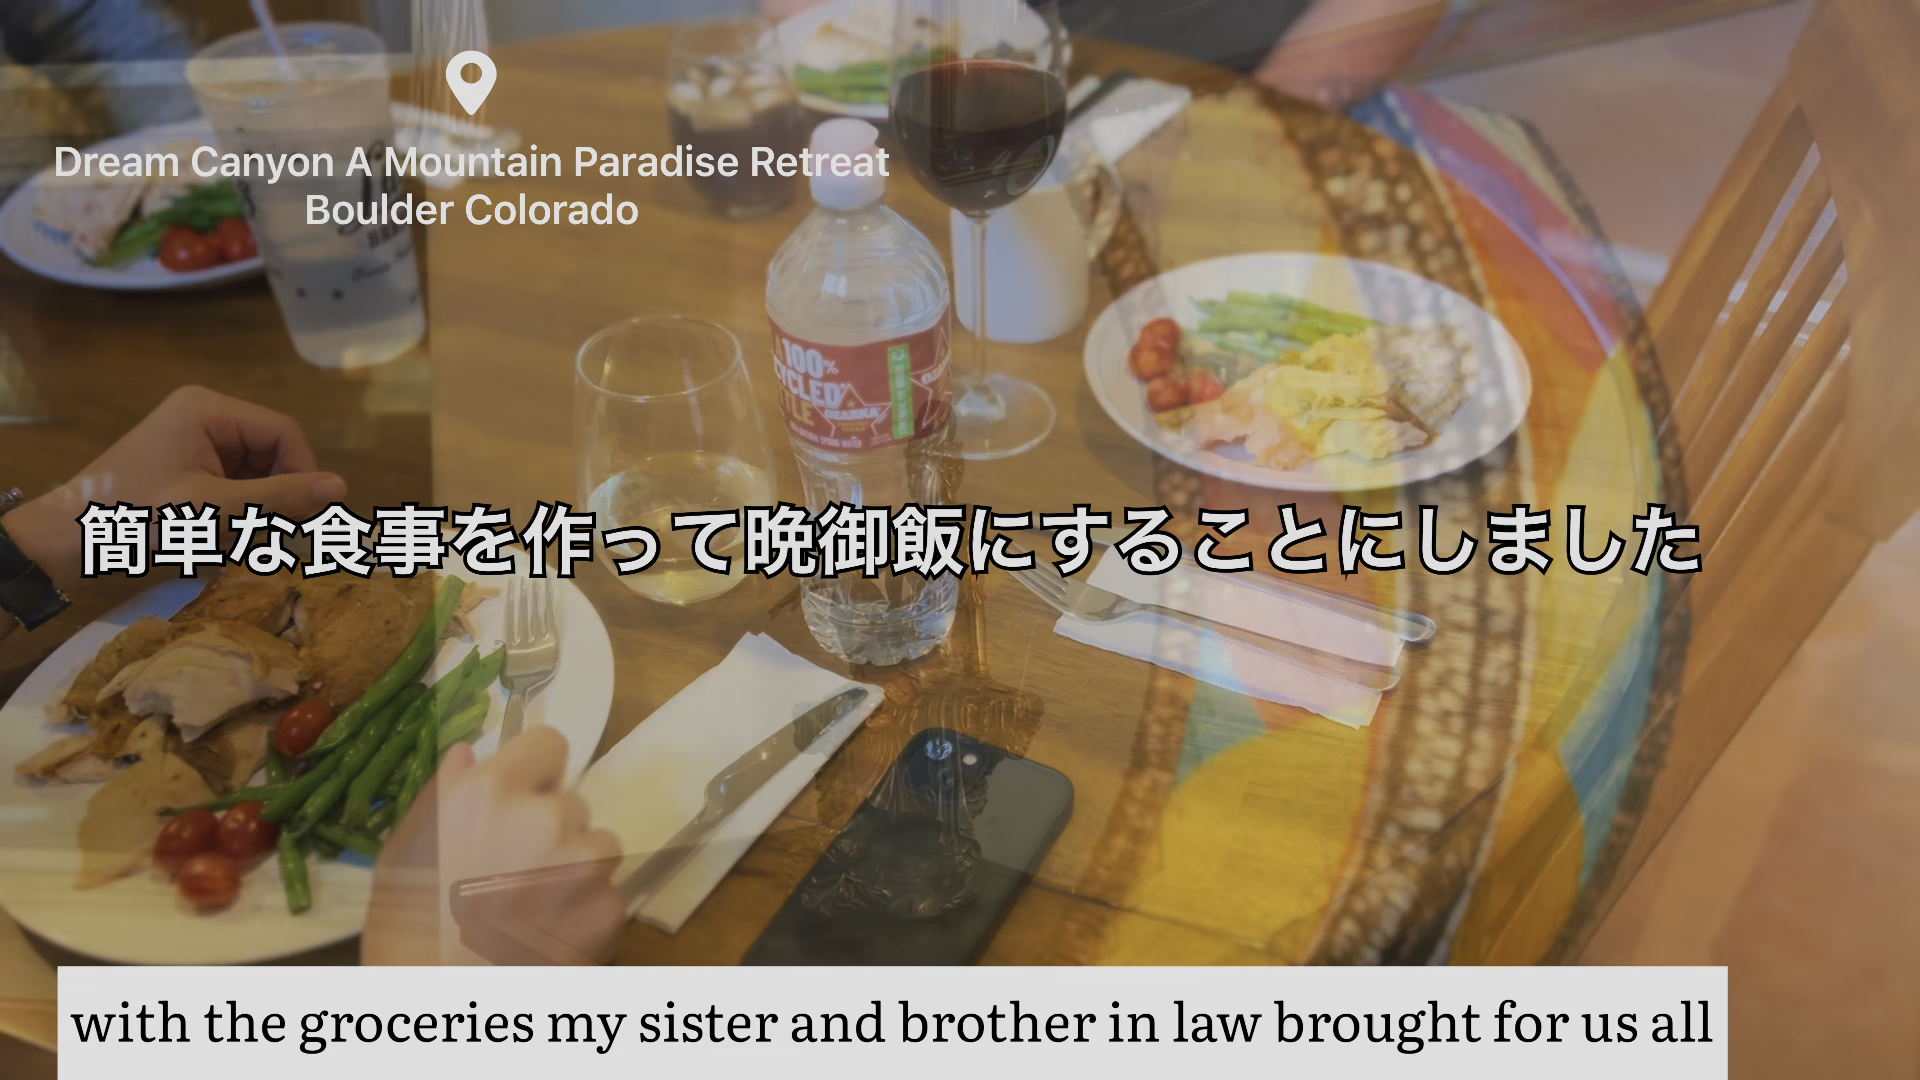 Dream Canyon A Mountain Paradise Retreat
Boulder Colorado
100%
OZARKA
簡単な食事を作って晩御飯にすることにしました
with the groceries my sister and brother in law brought for us all